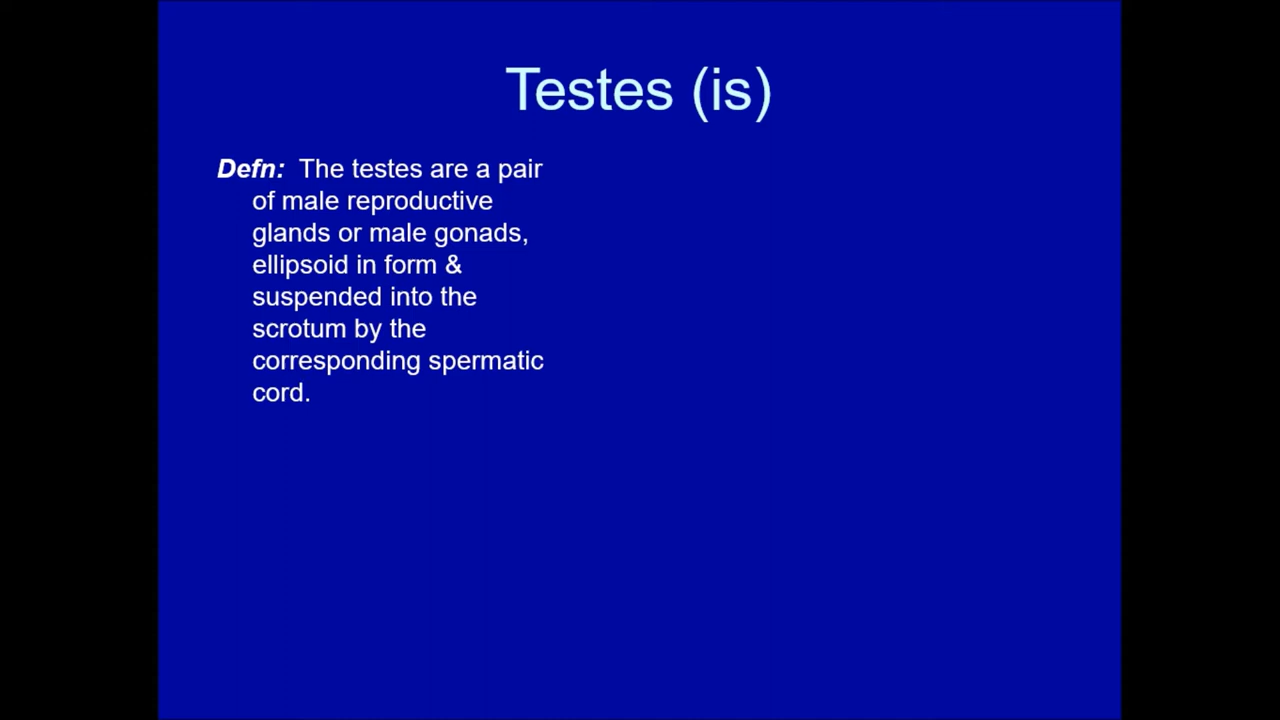 Testes (is)
Defn: The testes are a pair
of male reproductive
glands or male gonads,
ellipsoid in form &
suspended into the
scrotum by the
corresponding spermatic
cord.